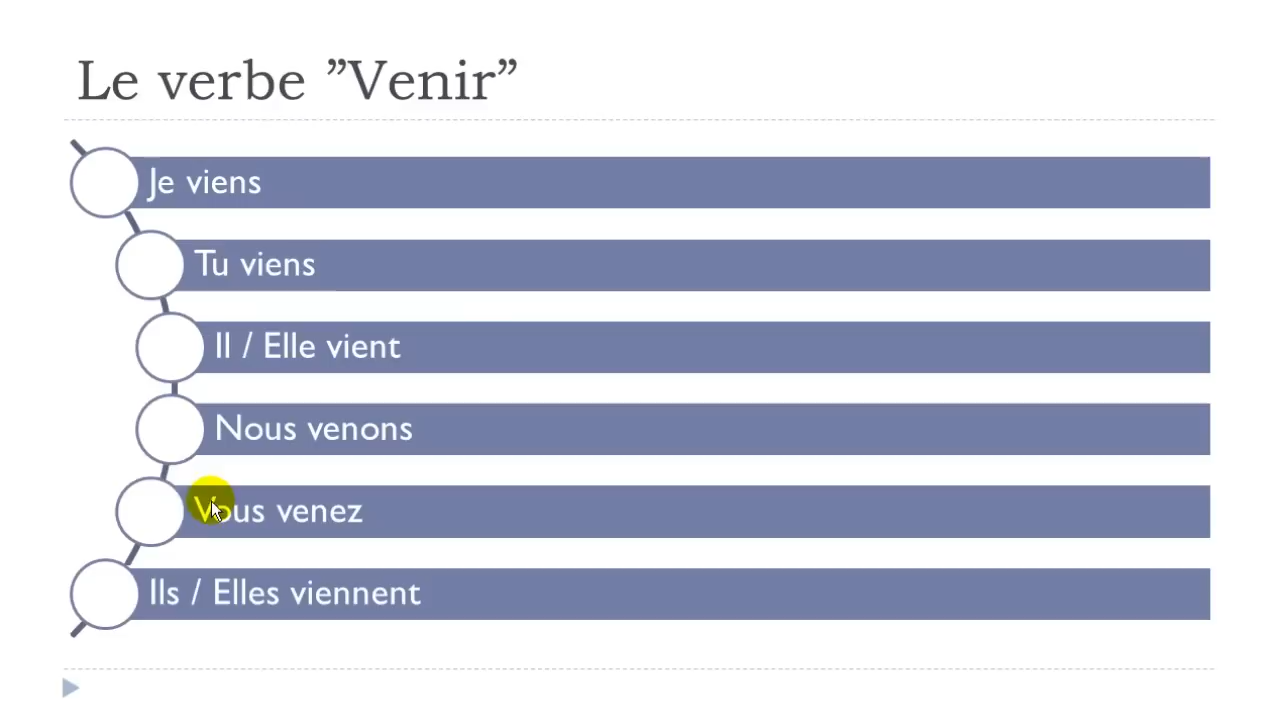 Le verbe ”Venir”
Je viens
Tu viens
Il / Elle vient
Nous venons
Vous venez
Ils / Elles viennent